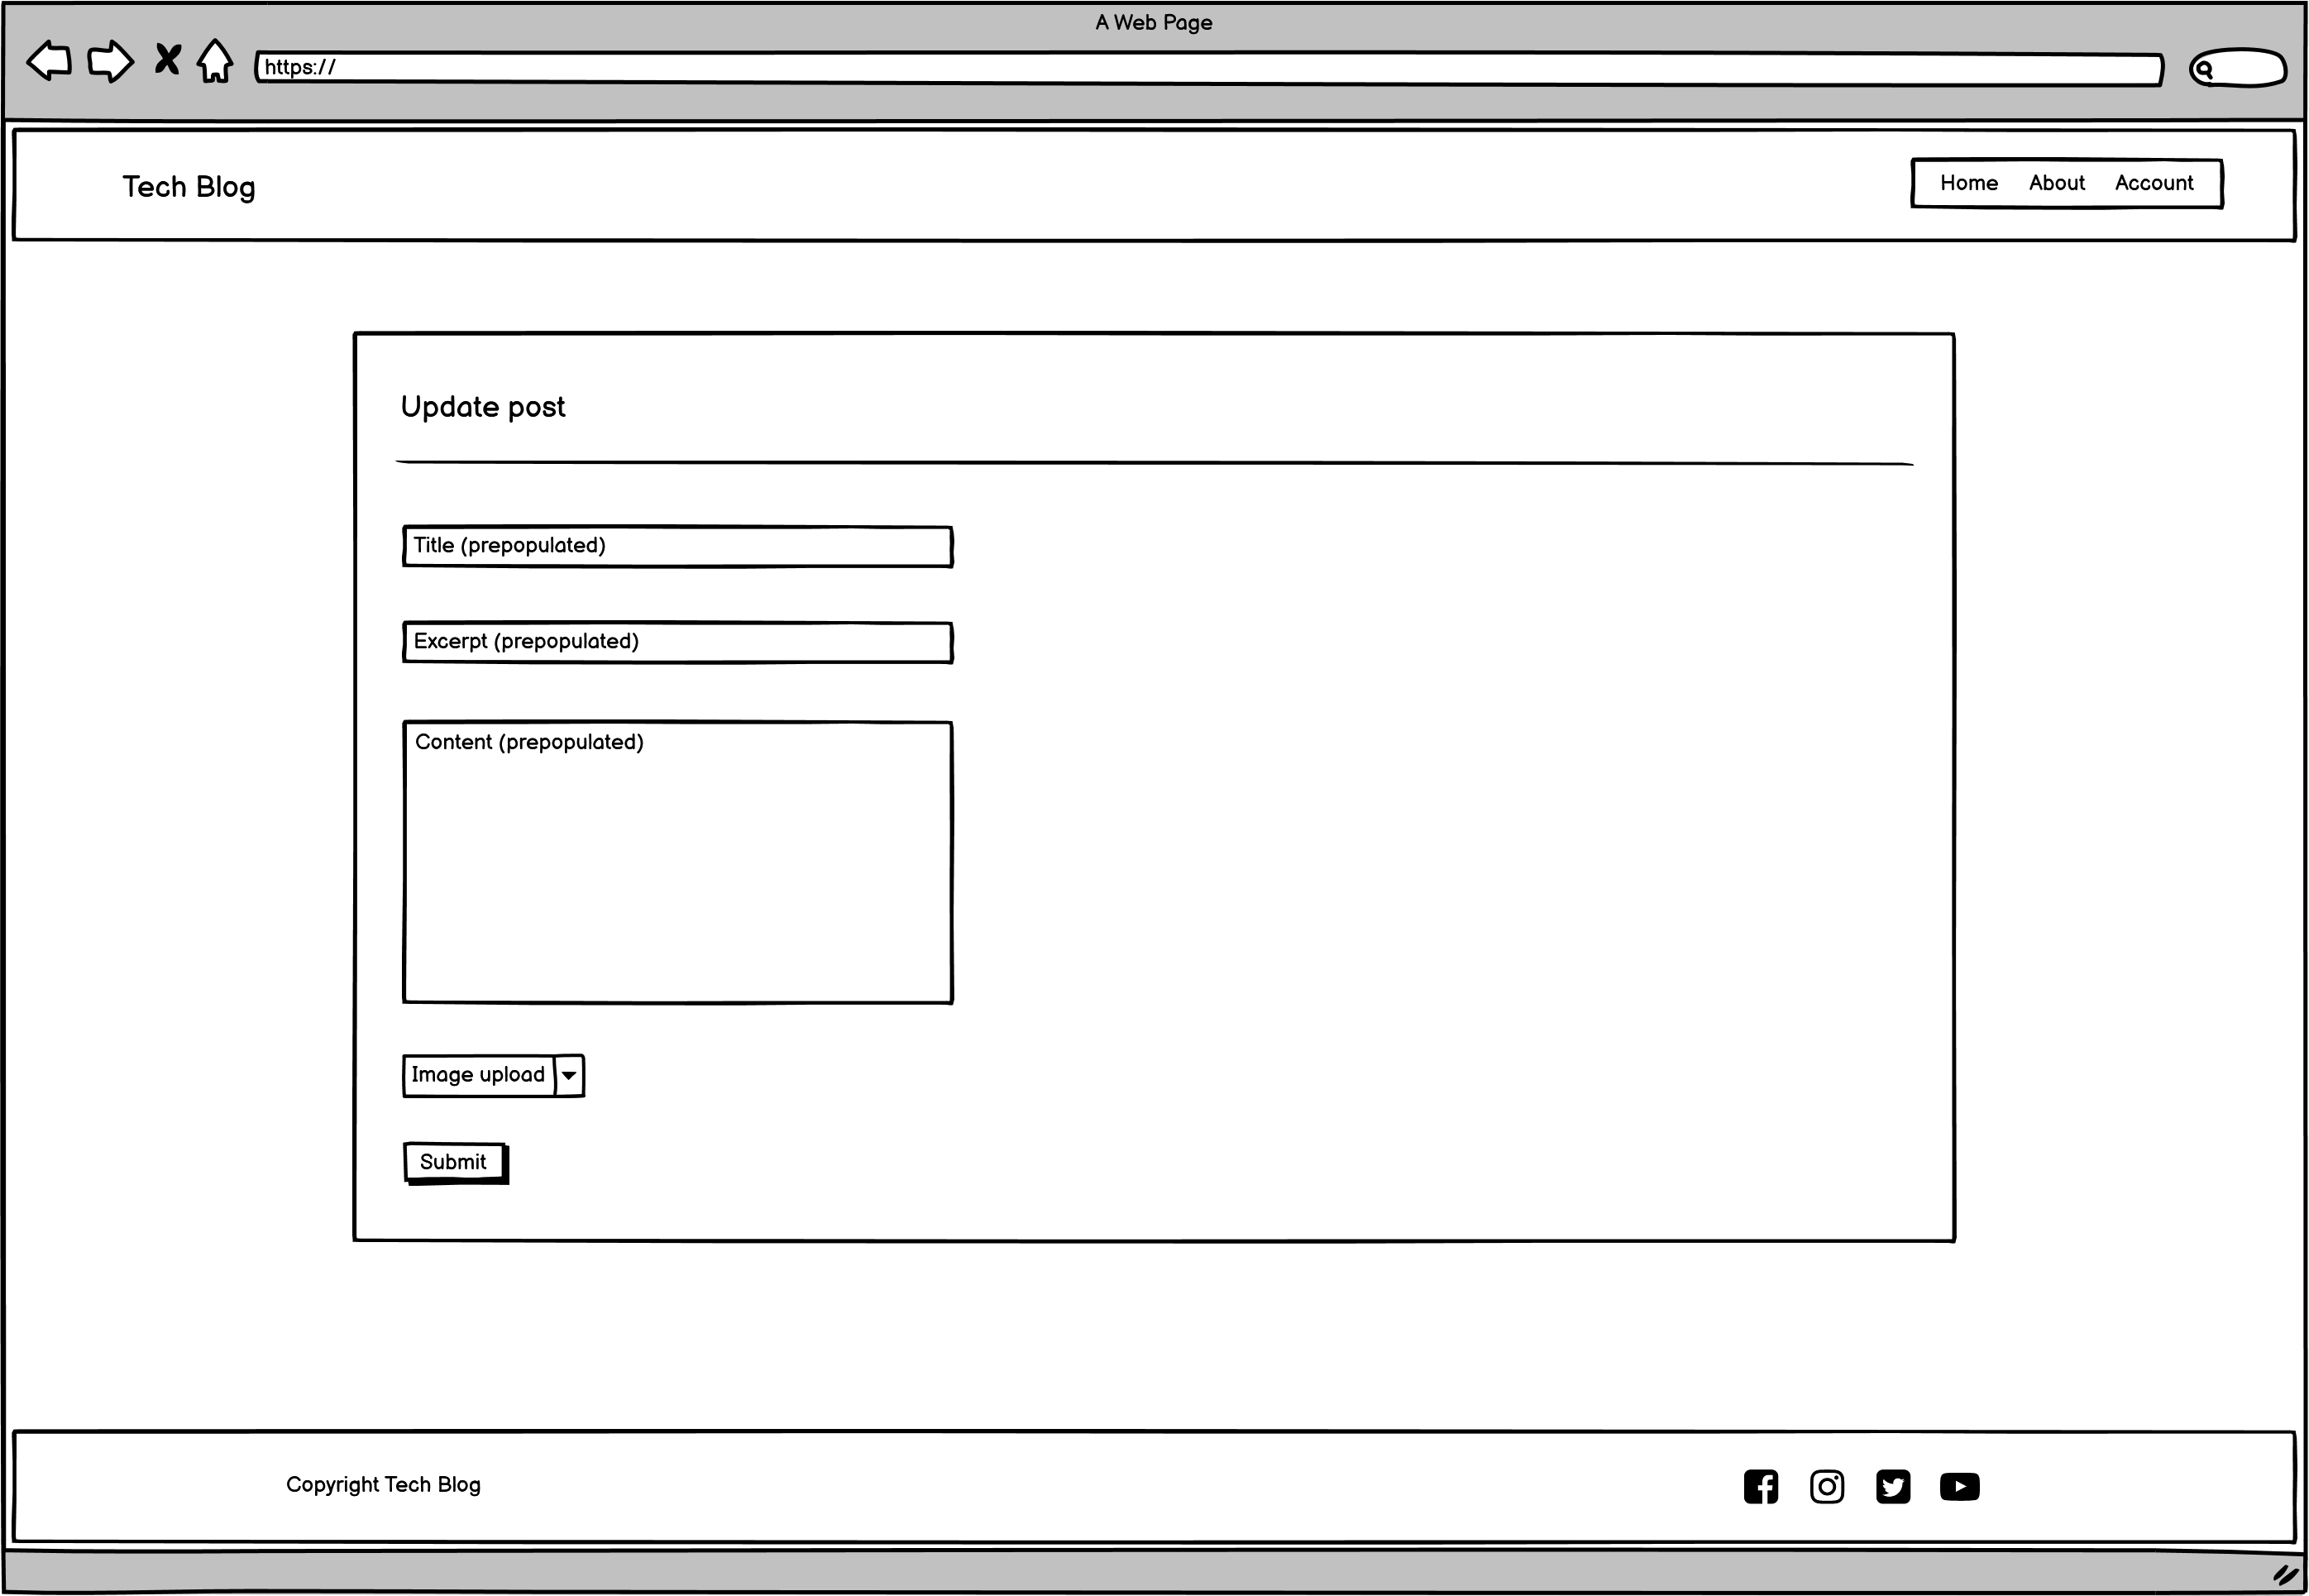 A Web Page
https://
Tech Blog
Home About Account
Update post
Title (prepopulated)
Excerpt (prepopulated)
Content (prepopulated)
Image upload
Submit
Copyright Tech Blog